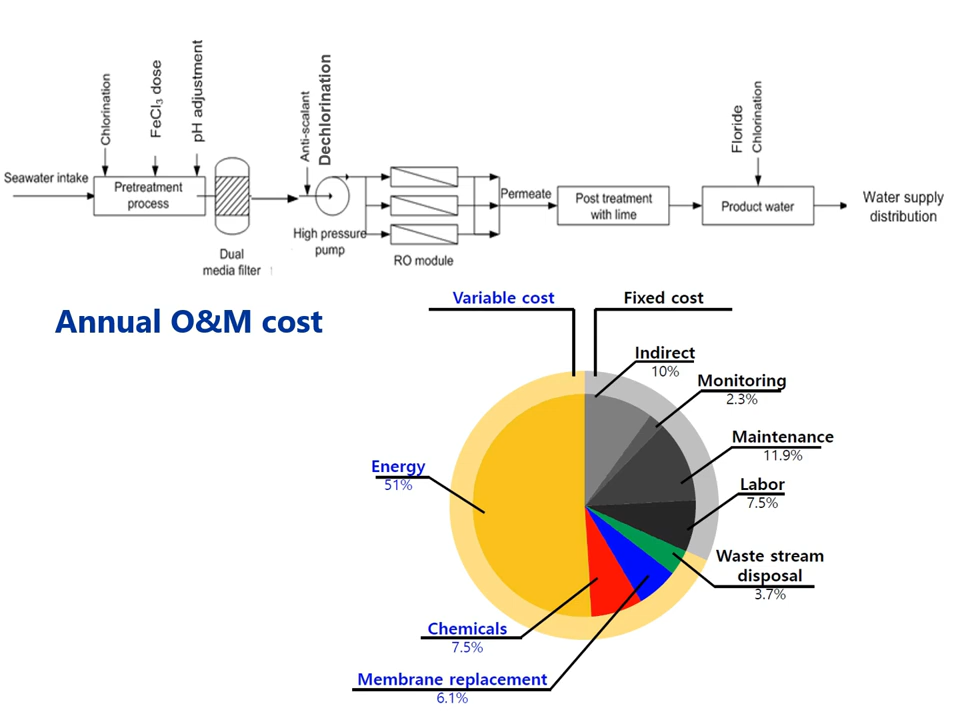 Chlorination
FeCl₃ dose
pH adjustment
Anti-scalant
Dechlorination
Floride
Chlorination
Seawater intake
Pretreatment
process
Permeate
Post treatment
with lime
Product water
Water supply
distribution
High pressure
pump
Dual
media filter
RO module
Annual O&M cost
Variable cost
Fixed cost
Indirect
10%
Monitoring
2.3%
Maintenance
11.9%
Energy
51%
Labor
7.5%
Waste stream
disposal
3.7%
Chemicals
7.5%
Membrane replacement
6.1%